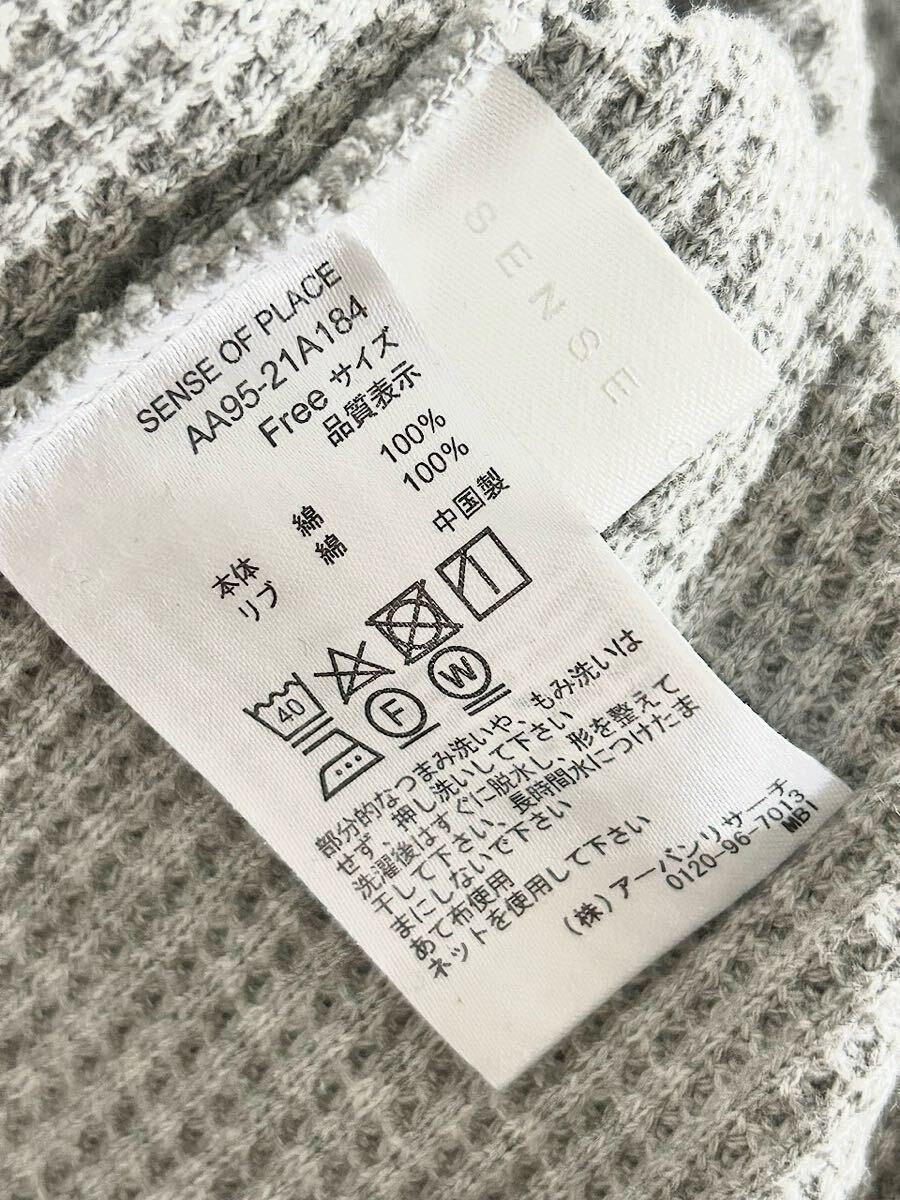 SENSE
SENSE OF PLACE
AA95-21A184
Free サイズ
品質表示
本体 綿 100%
リブ 綿 100%
中国製
40
F W
部分的なつまみ洗いや、もみ洗いは
せず、押し洗いして下さい
洗濯後はすぐに脱水し、形を整えて
干して下さい、長時間水につけたま
まにしないで下さい
あて布使用
ネットを使用して下さい
(株)アーバンリサーチ
0120-96-7013
MB1